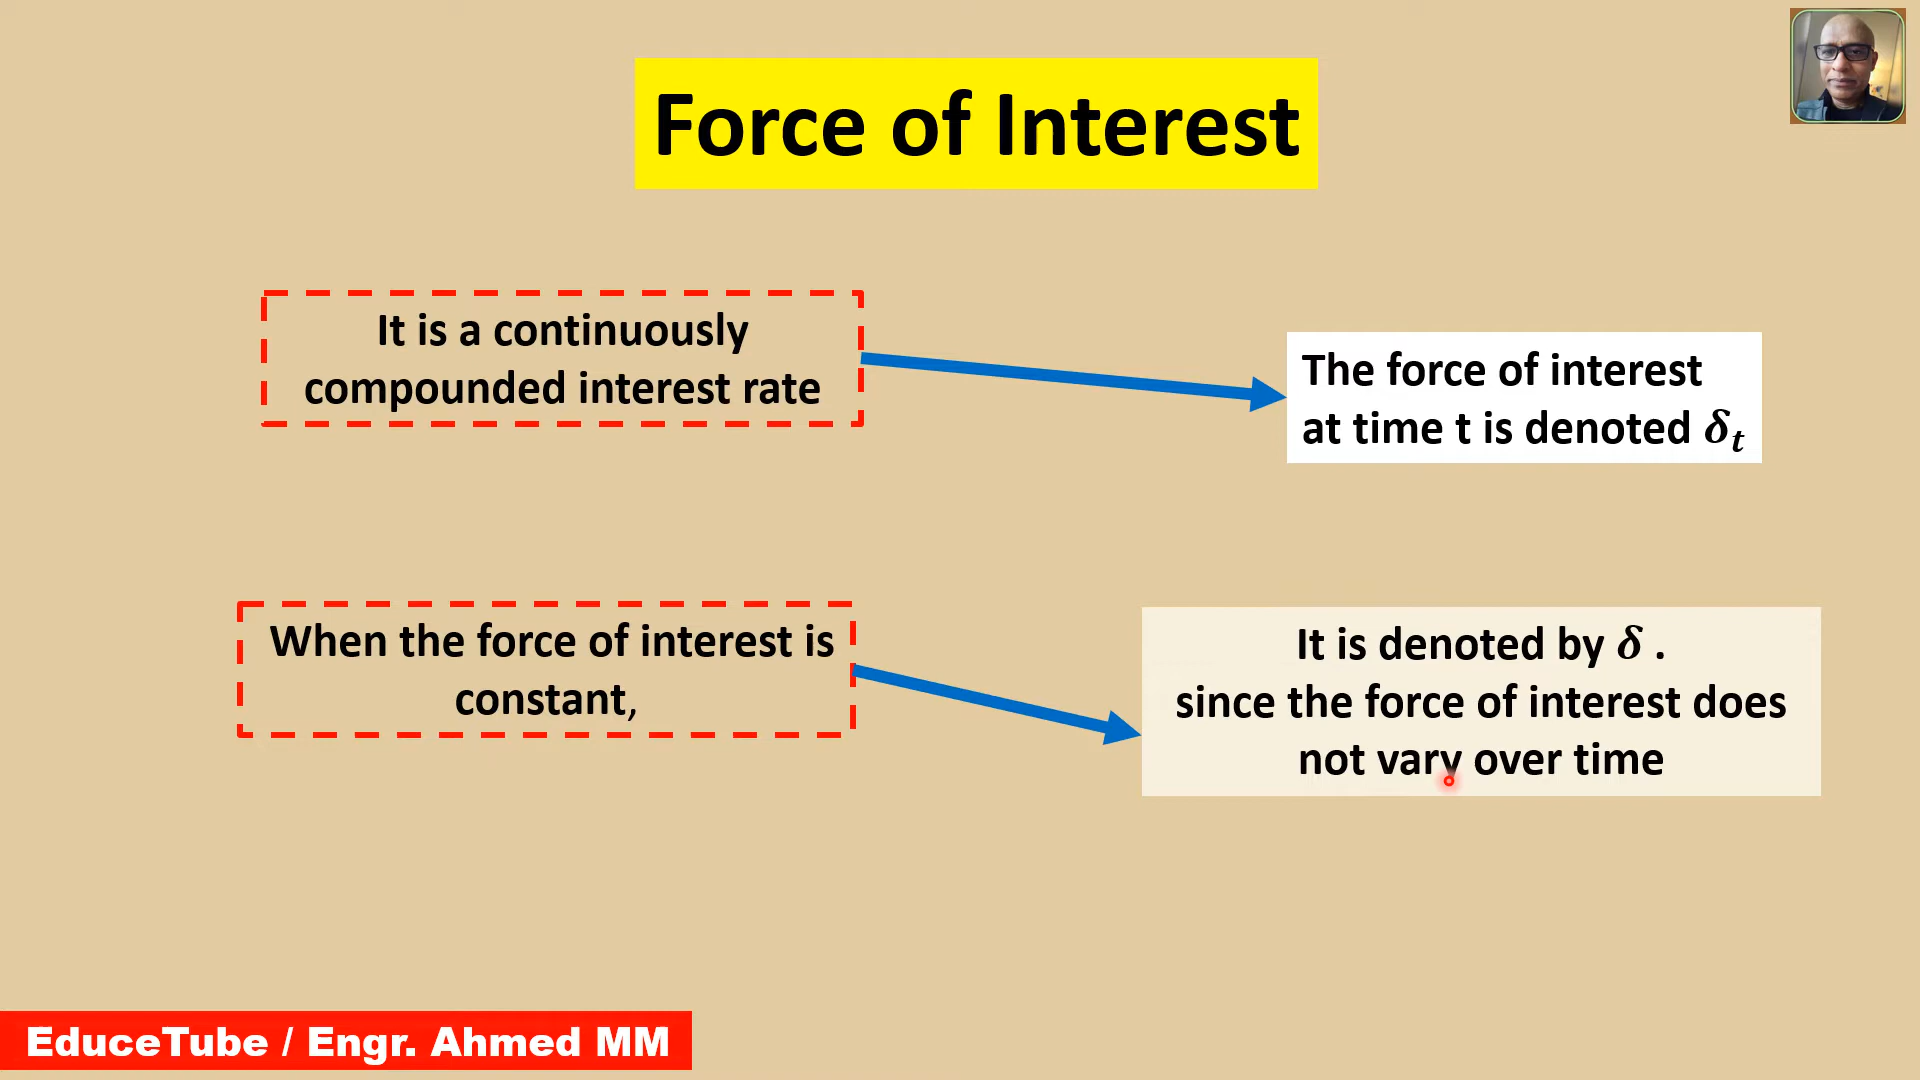 Force of Interest
It is a continuously
compounded interest rate
The force of interest
at time t is denoted δₜ
When the force of interest is
constant,
It is denoted by δ .
since the force of interest does
not vary over time
EduceTube / Engr. Ahmed MM